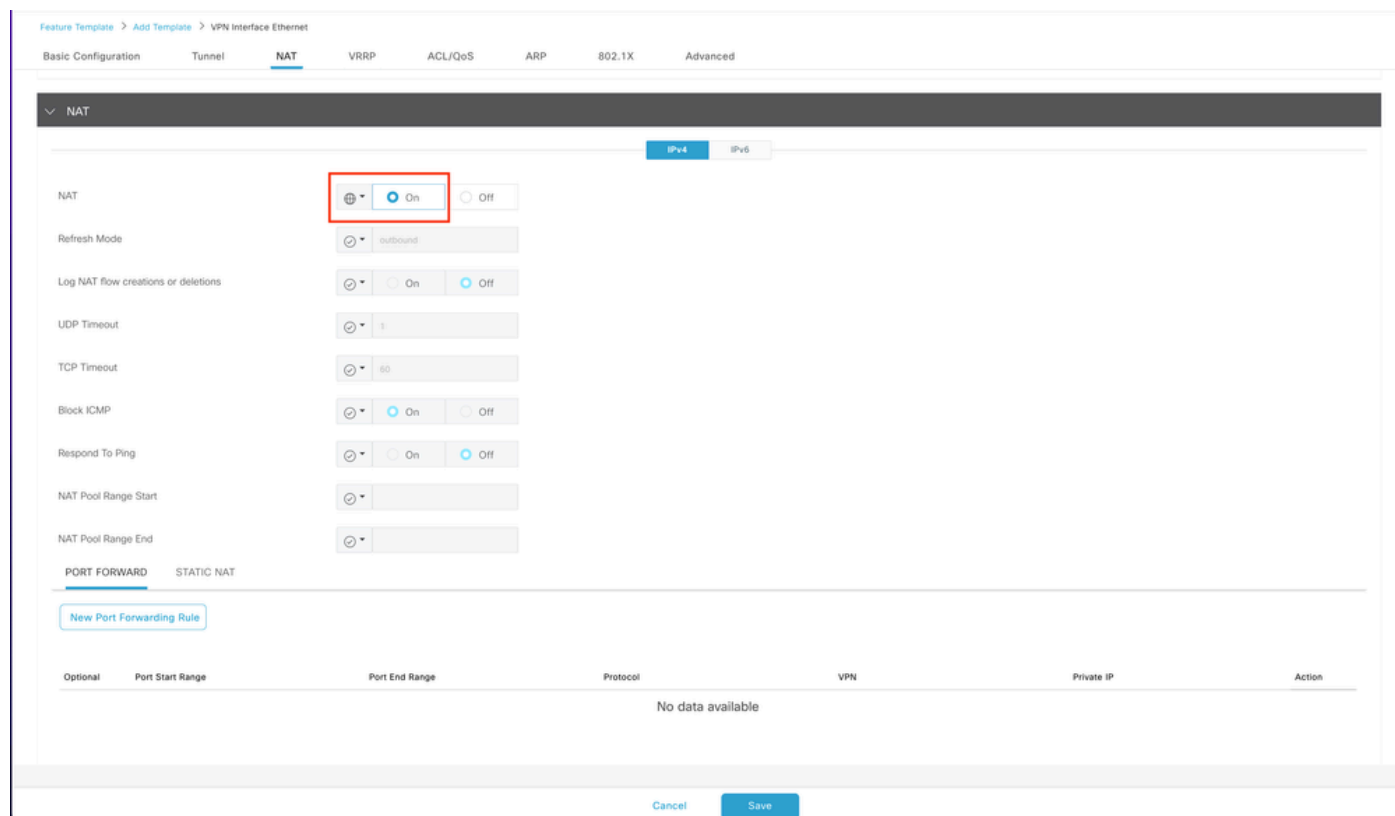 Feature Template > Add Template > VPN Interface Ethernet
Basic Configuration Tunnel NAT VRRP ACL/QoS ARP 802.1X Advanced
NAT
IPv4 IPv6
NAT On Off
Refresh Mode outbound
Log NAT flow creations or deletions On Off
UDP Timeout 1
TCP Timeout 60
Block ICMP On Off
Respond To Ping On Off
NAT Pool Range Start
NAT Pool Range End
PORT FORWARD STATIC NAT
New Port Forwarding Rule
Optional Port Start Range Port End Range Protocol VPN Private IP Action
No data available
Cancel Save